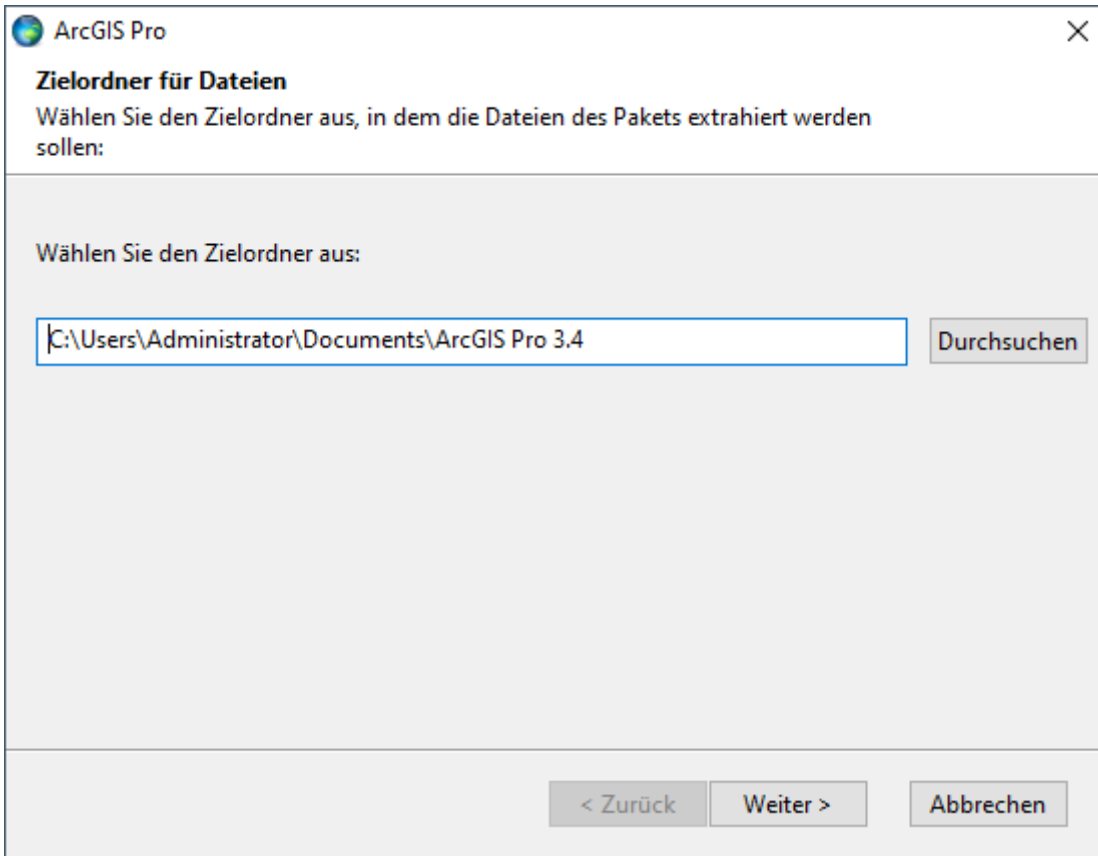 ArcGIS Pro
Zielordner für Dateien
Wählen Sie den Zielordner aus, in dem die Dateien des Pakets extrahiert werden
sollen:
Wählen Sie den Zielordner aus:
C:\Users\Administrator\Documents\ArcGIS Pro 3.4
Durchsuchen
< Zurück
Weiter >
Abbrechen